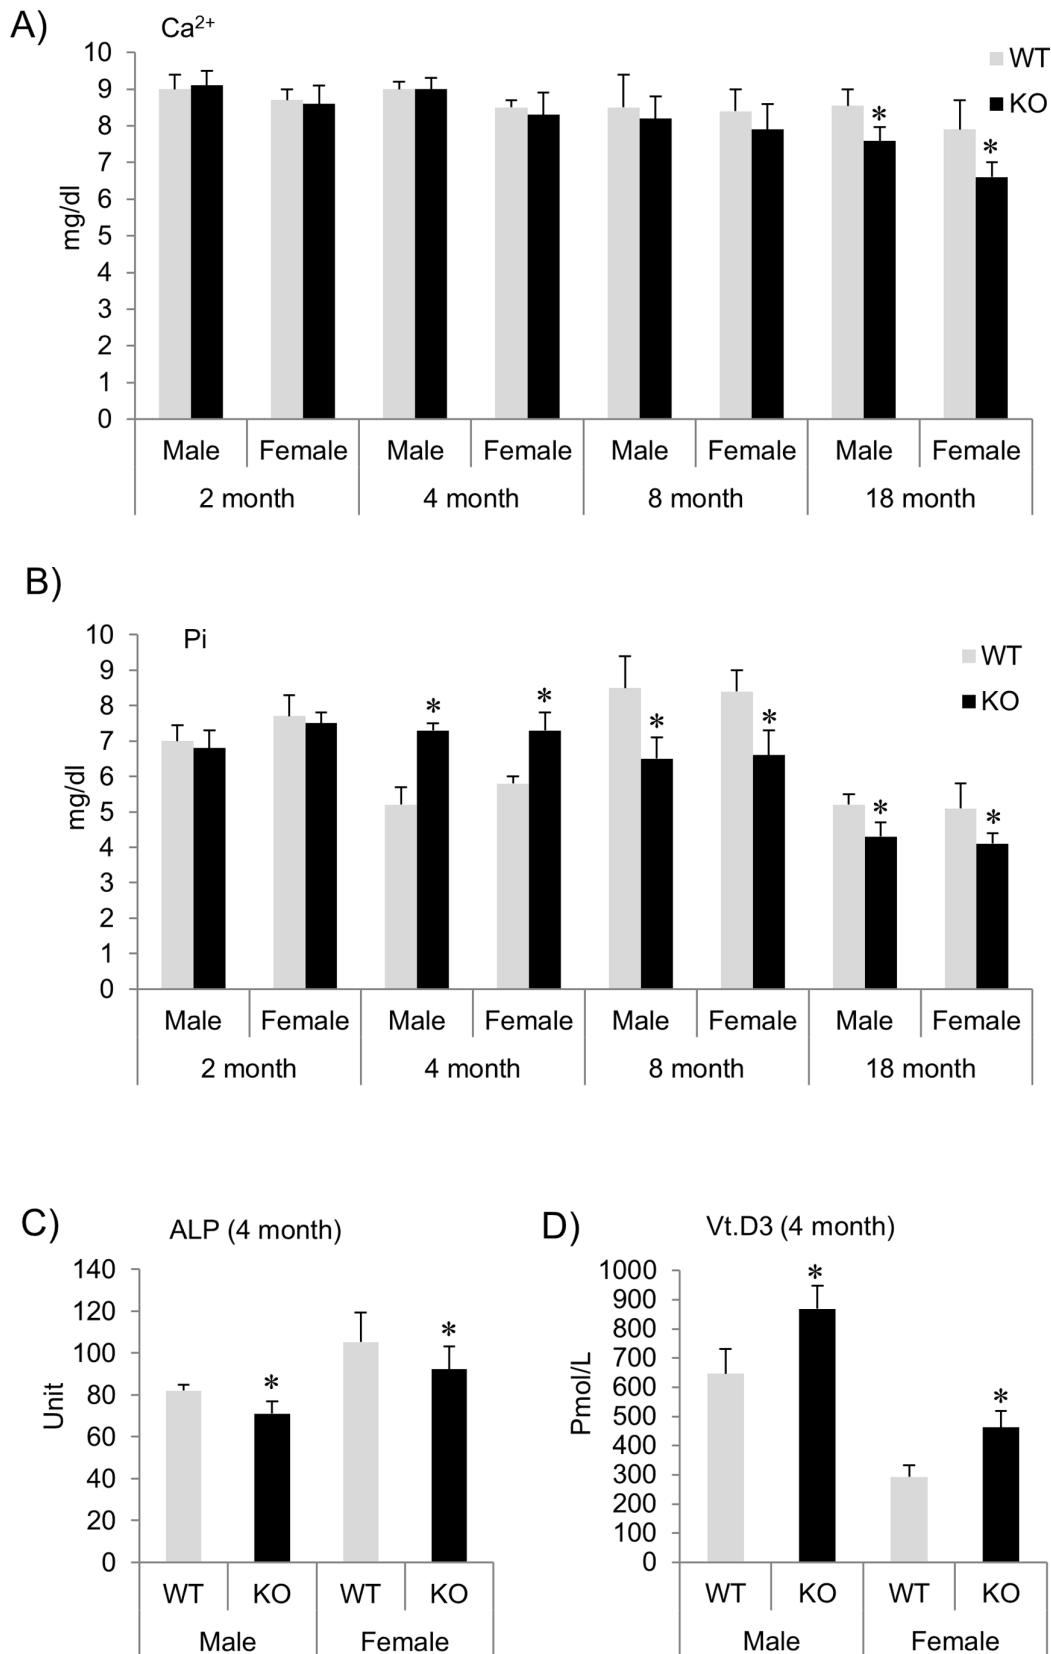 A)
Ca²⁺
WT
KO
10
9
8
7
6
5
4
3
2
1
0
mg/dl
*
*
Male Female Male Female Male Female Male Female
2 month 4 month 8 month 18 month
B)
Pi
WT
KO
10
9
8
7
6
5
4
3
2
1
0
mg/dl
* * * * * *
Male Female Male Female Male Female Male Female
2 month 4 month 8 month 18 month
C)
ALP (4 month)
140
120
100
80
60
40
20
0
Unit
* *
WT KO WT KO
Male Female
D)
Vt.D3 (4 month)
1000
900
800
700
600
500
400
300
200
100
0
Pmol/L
* *
WT KO WT KO
Male Female